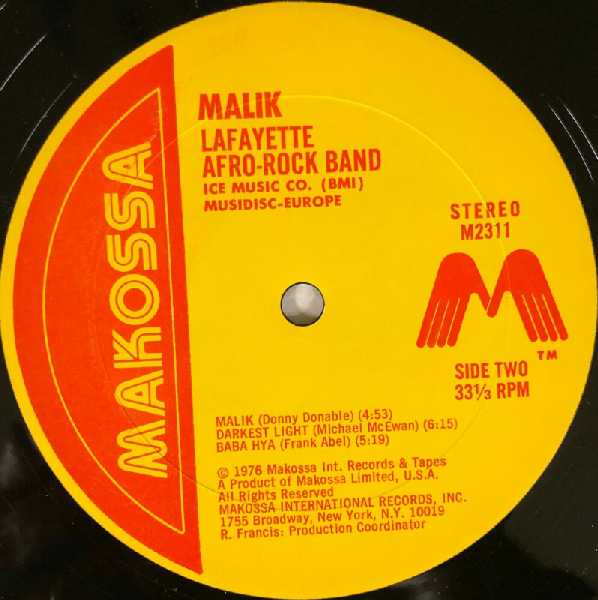 MALIK
LAFAYETTE
AFRO-ROCK BAND
ICE MUSIC CO. (BMI)
MUSIDISC-EUROPE
MAKOSSA
STEREO
M2311
M
TM
SIDE TWO
33⅓ RPM
MALIK (Donny Donable) (4:53)
DARKEST LIGHT (Michael McEwan) (6:15)
BABA HYA (Frank Abel) (5:19)
© 1976 Makossa Int. Records & Tapes
A Product of Makossa Limited, U.S.A.
All Rights Reserved
MAKOSSA INTERNATIONAL RECORDS, INC.
1755 Broadway, New York, N.Y. 10019
R. Francis: Production Coordinator